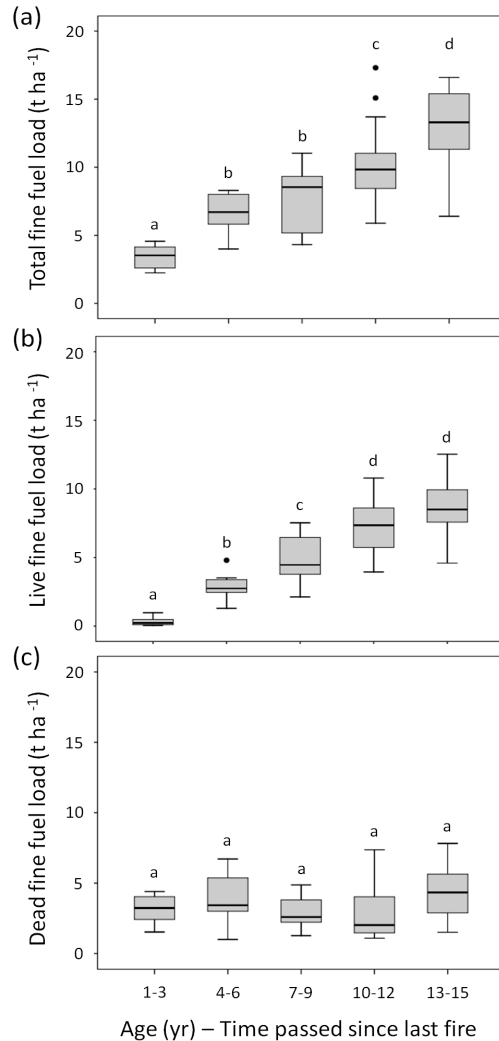 (a)
Total fine fuel load (t ha⁻¹)
20
15
10
5
0
a
b
b
c
d
(b)
Live fine fuel load (t ha⁻¹)
20
15
10
5
0
a
b
c
d
d
(c)
Dead fine fuel load (t ha⁻¹)
20
15
10
5
0
a
a
a
a
a
1-3 4-6 7-9 10-12 13-15
Age (yr) – Time passed since last fire